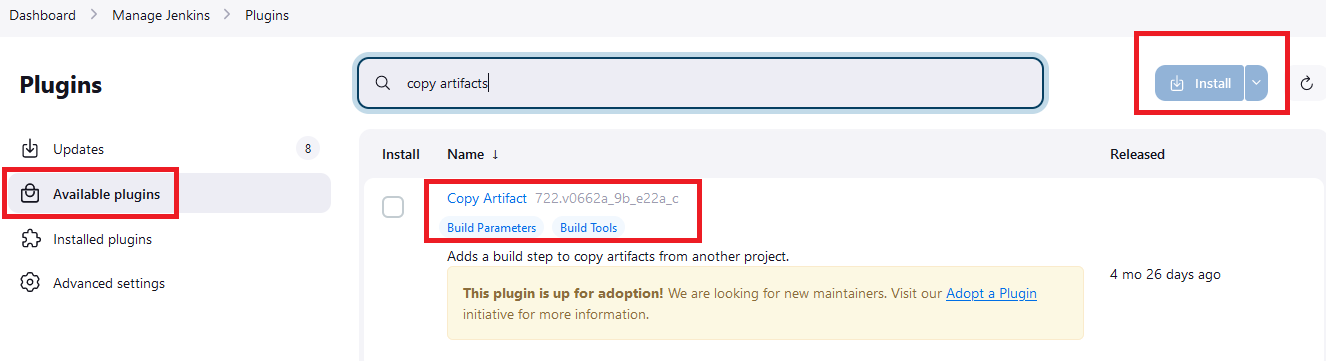 Dashboard > Manage Jenkins > Plugins
Plugins
copy artifacts
Install
Updates 8
Available plugins
Installed plugins
Advanced settings
Install Name ↓ Released
Copy Artifact 722.v0662a_9b_e22a_c
Build Parameters Build Tools
Adds a build step to copy artifacts from another project.
This plugin is up for adoption! We are looking for new maintainers. Visit our Adopt a Plugin
initiative for more information.
4 mo 26 days ago